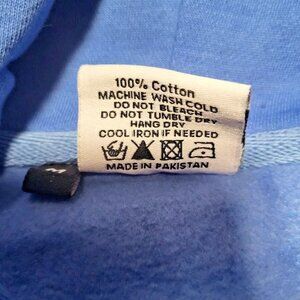 100% Cotton
MACHINE WASH COLD
DO NOT BLEACH
DO NOT TUMBLE DRY
HANG DRY
COOL IRON IF NEEDED
MADE IN PAKISTAN
M